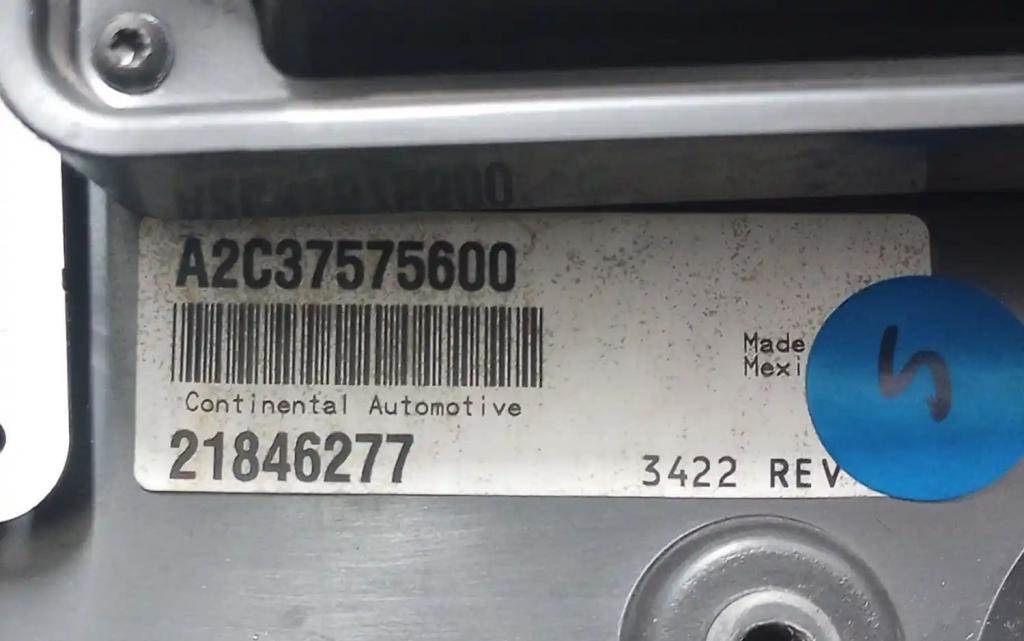 A2C37575600
Continental Automotive
21846277
Made
Mexi
3422 REV
5